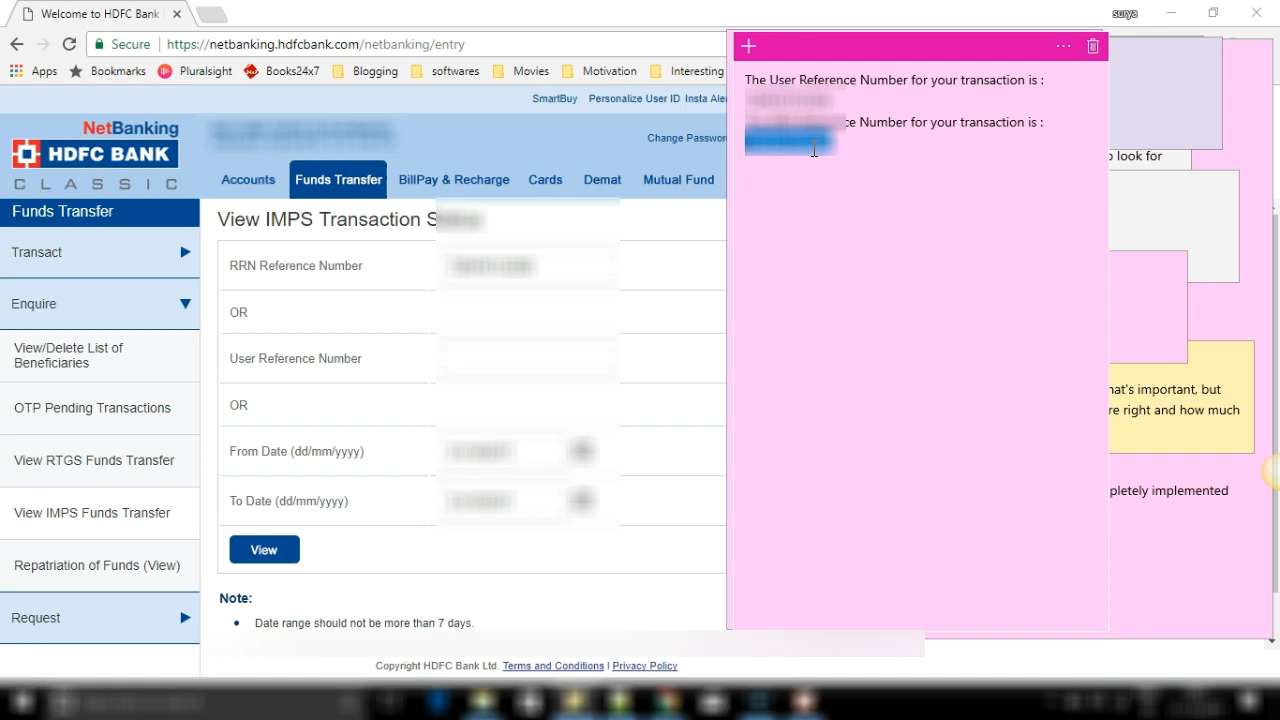 Welcome to HDFC Bank
surya
Secure https://netbanking.hdfcbank.com/netbanking/entry
Apps Bookmarks Pluralsight Books24x7 Blogging softwares Movies Motivation Interesting
SmartBuy Personalize User ID Insta Aler
NetBanking
HDFC BANK
CLASSIC
Change Passwor
Accounts Funds Transfer BillPay & Recharge Cards Demat Mutual Fund
Funds Transfer
Transact
Enquire
View/Delete List of
Beneficiaries
OTP Pending Transactions
View RTGS Funds Transfer
View IMPS Funds Transfer
Repatriation of Funds (View)
Request
View IMPS Transaction S
RRN Reference Number
OR
User Reference Number
OR
From Date (dd/mm/yyyy)
To Date (dd/mm/yyyy)
View
Note:
• Date range should not be more than 7 days.
Copyright HDFC Bank Ltd. Terms and Conditions | Privacy Policy
The User Reference Number for your transaction is :
ce Number for your transaction is :
o look for
hat's important, but
re right and how much
pletely implemented